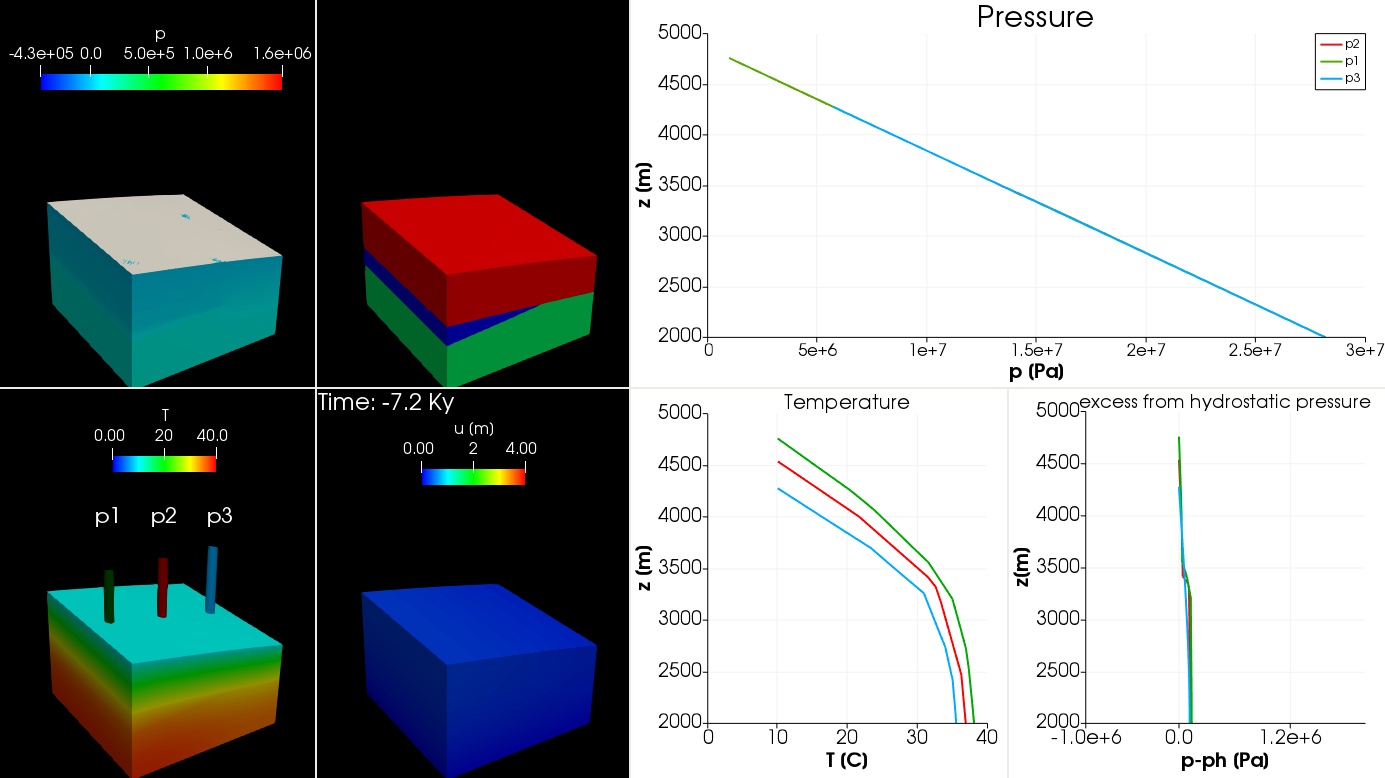 p
-4.3e+05 0.0 5.0e+5 1.0e+6 1.6e+06
Pressure
5000
4500
4000
3500
3000
2500
2000
z (m)
0 5e+6 1e+7 1.5e+7 2e+7 2.5e+7 3e+7
p (Pa)
p2
p1
p3
T
0.00 20 40.0
p1 p2 p3
Time: -7.2 Ky
u (m)
0.00 2 4.00
Temperature
5000
4500
4000
3500
3000
2500
2000
z (m)
0 10 20 30 40
T (C)
excess from hydrostatic pressure
5000
4500
4000
3500
3000
2500
2000
z(m)
-1.0e+6 0.0 1.2e+6
p-ph (Pa)